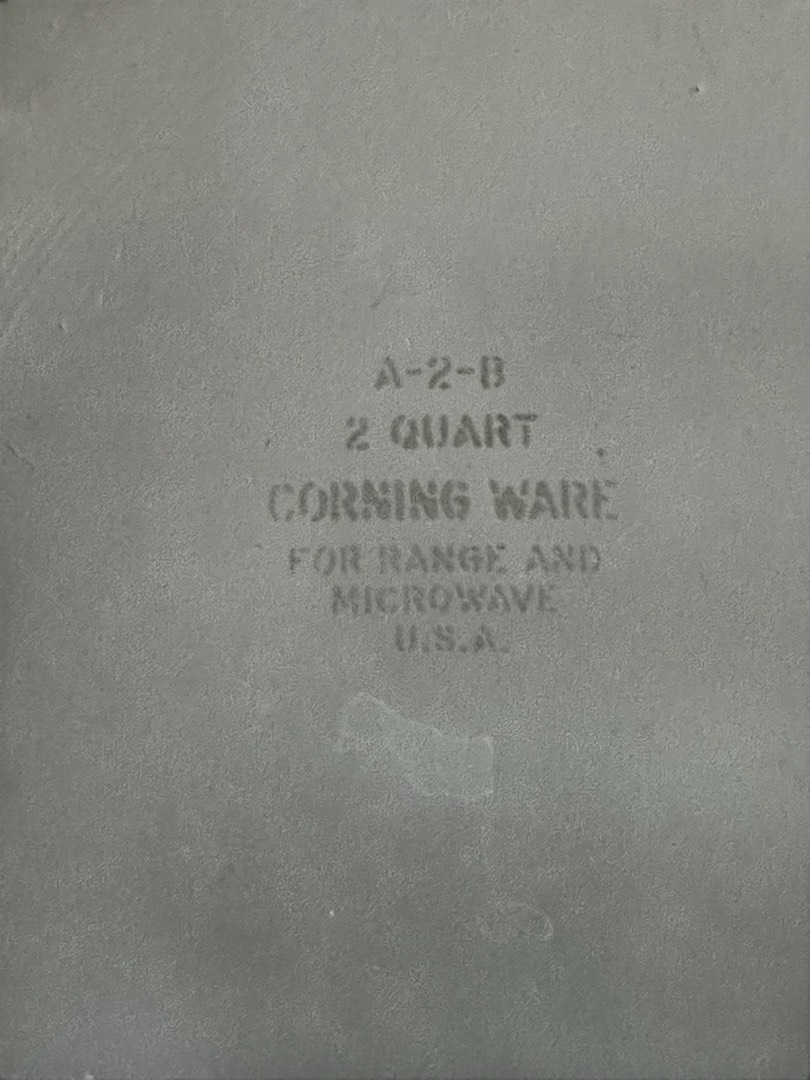 A-2-B
2 QUART
CORNING WARE
FOR RANGE AND
MICROWAVE
U.S.A.